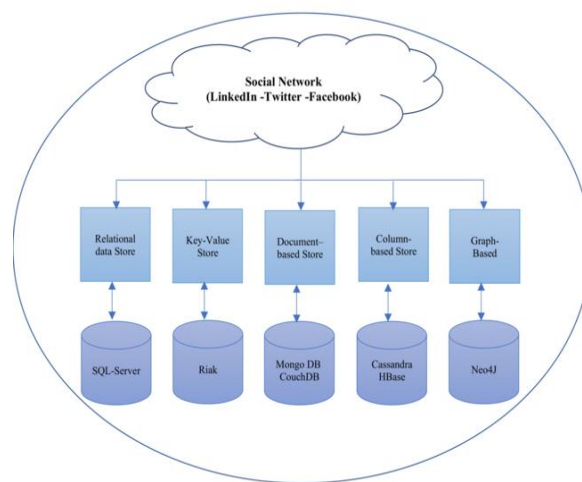 Social Network
(LinkedIn -Twitter -Facebook)
Relational
data Store
Key-Value
Store
Document–
based Store
Column-
based Store
Graph-
Based
SQL-Server
Riak
Mongo DB
CouchDB
Cassandra
HBase
Neo4J